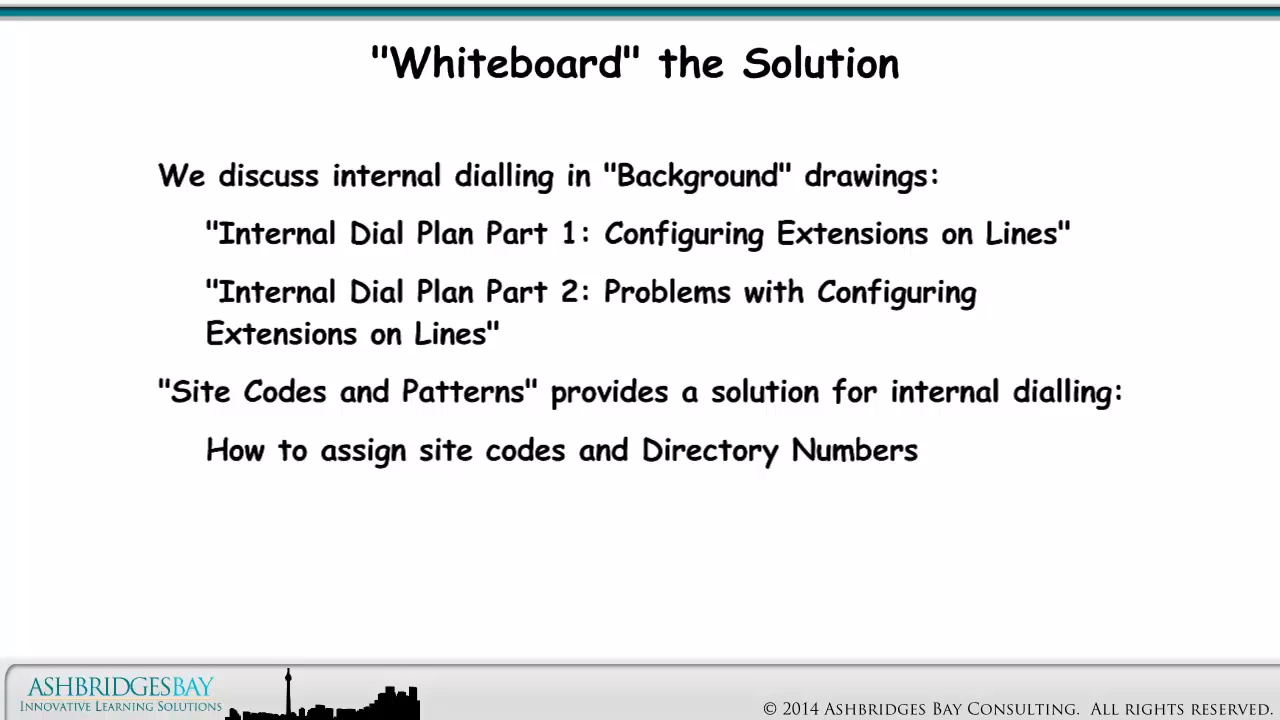 "Whiteboard" the Solution
We discuss internal dialling in "Background" drawings:
"Internal Dial Plan Part 1: Configuring Extensions on Lines"
"Internal Dial Plan Part 2: Problems with Configuring
Extensions on Lines"
"Site Codes and Patterns" provides a solution for internal dialling:
How to assign site codes and Directory Numbers
ASHBRIDGESBAY
INNOVATIVE LEARNING SOLUTIONS
© 2014 ASHBRIDGES BAY CONSULTING. ALL RIGHTS RESERVED.